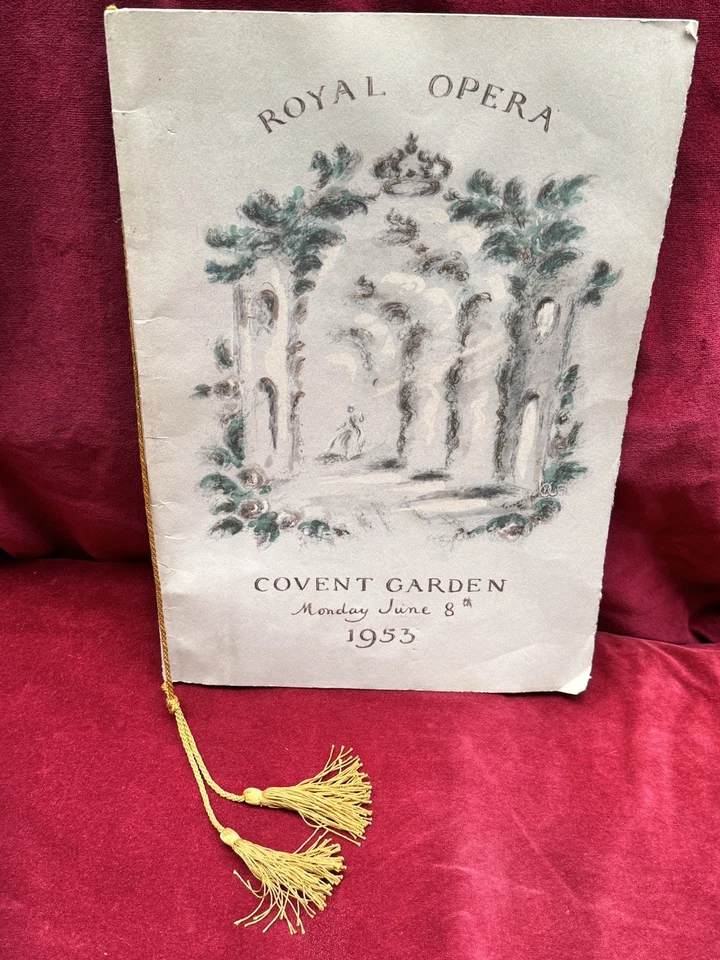 ROYAL OPERA
COVENT GARDEN
Monday June 8th
1953